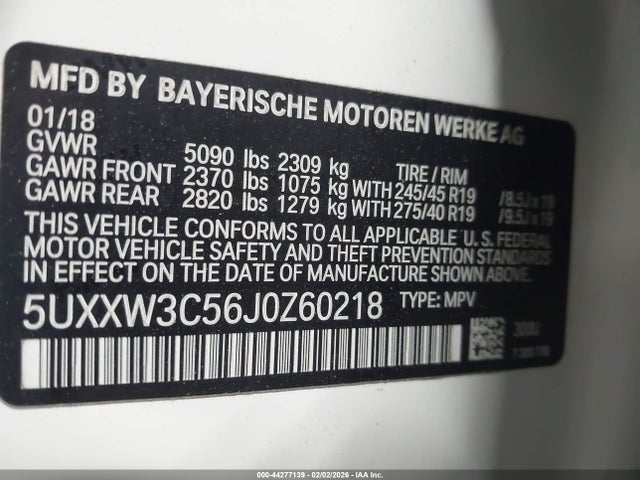 MFD BY BAYERISCHE MOTOREN WERKE AG
01/18
GVWR 5090 lbs 2309 kg TIRE / RIM
GAWR FRONT 2370 lbs 1075 kg WITH 245/45 R19 /8.5J x 19
GAWR REAR 2820 lbs 1279 kg WITH 275/40 R19 /9.5J x 19
THIS VEHICLE CONFORMS TO ALL APPLICABLE U. S. FEDERAL
MOTOR VEHICLE SAFETY AND THEFT PREVENTION STANDARDS
IN EFFECT ON THE DATE OF MANUFACTURE SHOWN ABOVE.
5UXXW3C56J0Z60218 TYPE: MPV
300U
000-44277139 - 02/02/2026 - IAA Inc.